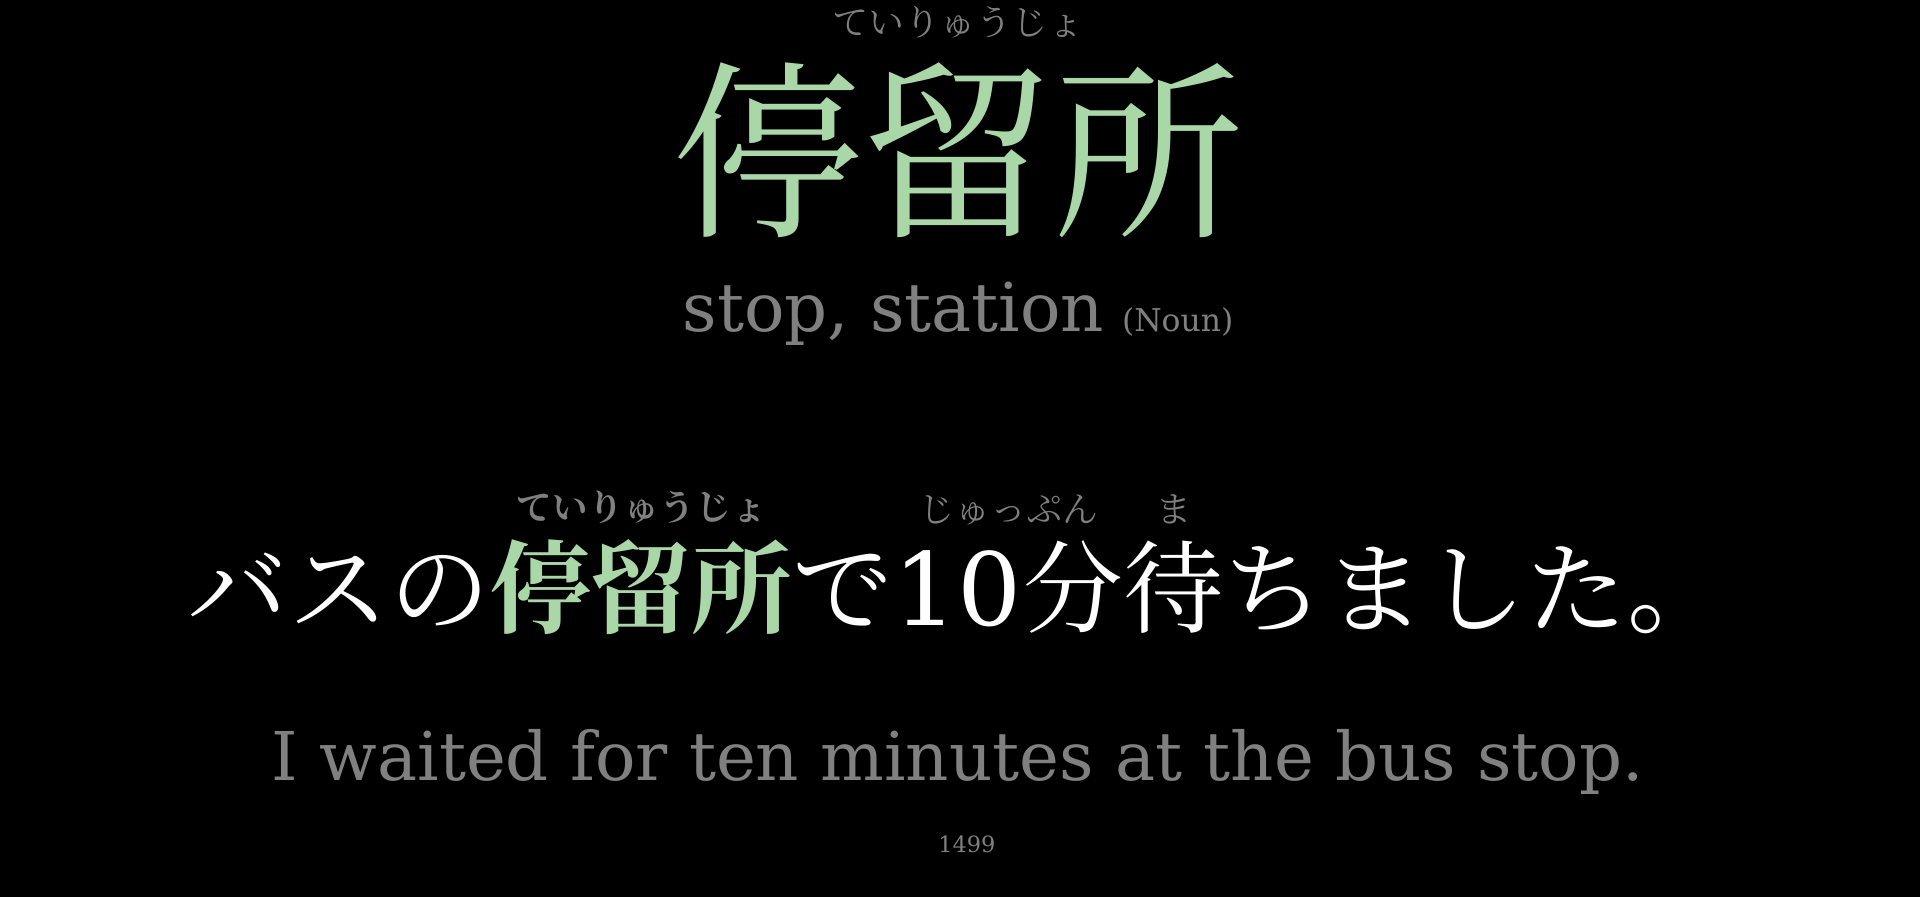 ていりゅうじょ
停留所
stop, station (Noun)
ていりゅうじょ じゅっぷん ま
バスの停留所で10分待ちました。
I waited for ten minutes at the bus stop.
1499